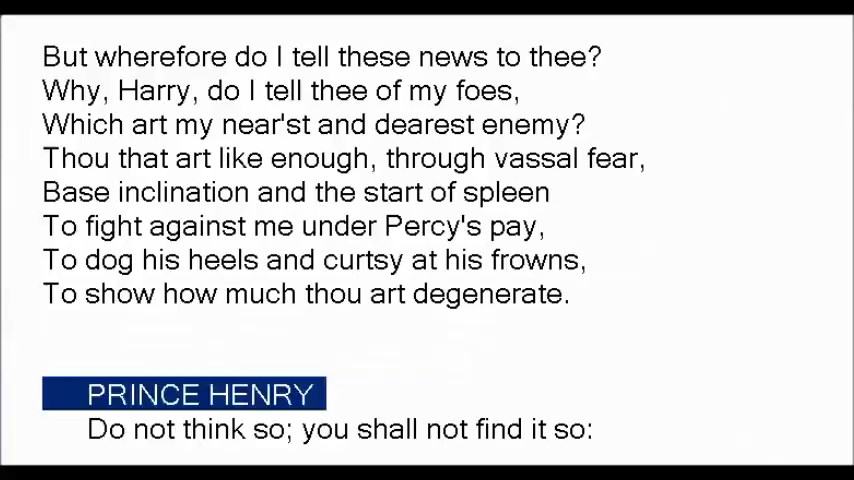 But wherefore do I tell these news to thee?
Why, Harry, do I tell thee of my foes,
Which art my near'st and dearest enemy?
Thou that art like enough, through vassal fear,
Base inclination and the start of spleen
To fight against me under Percy's pay,
To dog his heels and curtsy at his frowns,
To show how much thou art degenerate.
PRINCE HENRY
Do not think so; you shall not find it so: